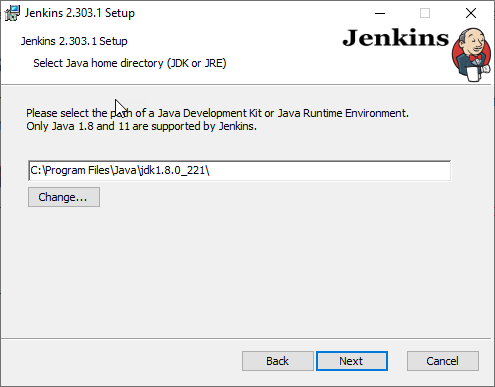 Jenkins 2.303.1 Setup
Jenkins 2.303.1 Setup
Jenkins
Select Java home directory (JDK or JRE)
Please select the path of a Java Development Kit or Java Runtime Environment.
Only Java 1.8 and 11 are supported by Jenkins.
C:\Program Files\Java\jdk1.8.0_221\
Change...
Back
Next
Cancel